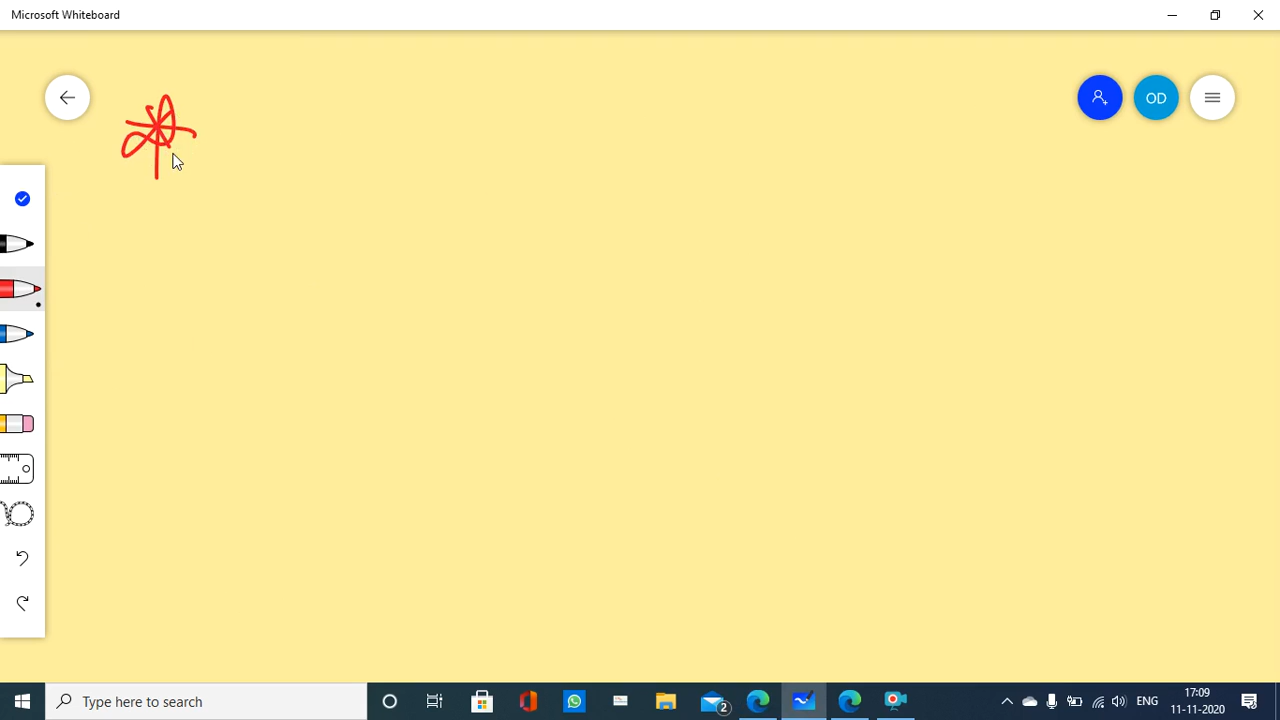 Microsoft Whiteboard
OD
Type here to search
2
ENG
17:09
11-11-2020